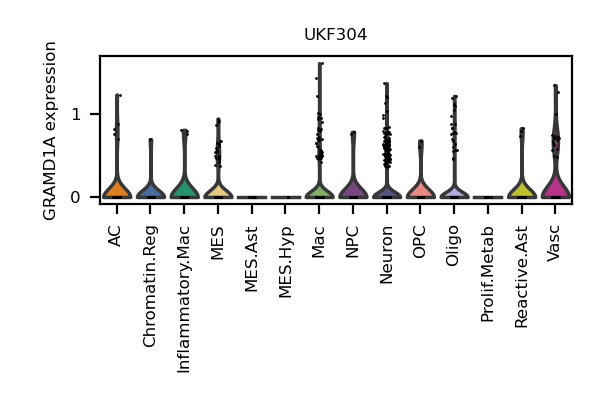 UKF304
GRAMD1A expression
1
0
AC
Chromatin.Reg
Inflammatory.Mac
MES
MES.Ast
MES.Hyp
Mac
NPC
Neuron
OPC
Oligo
Prolif.Metab
Reactive.Ast
Vasc